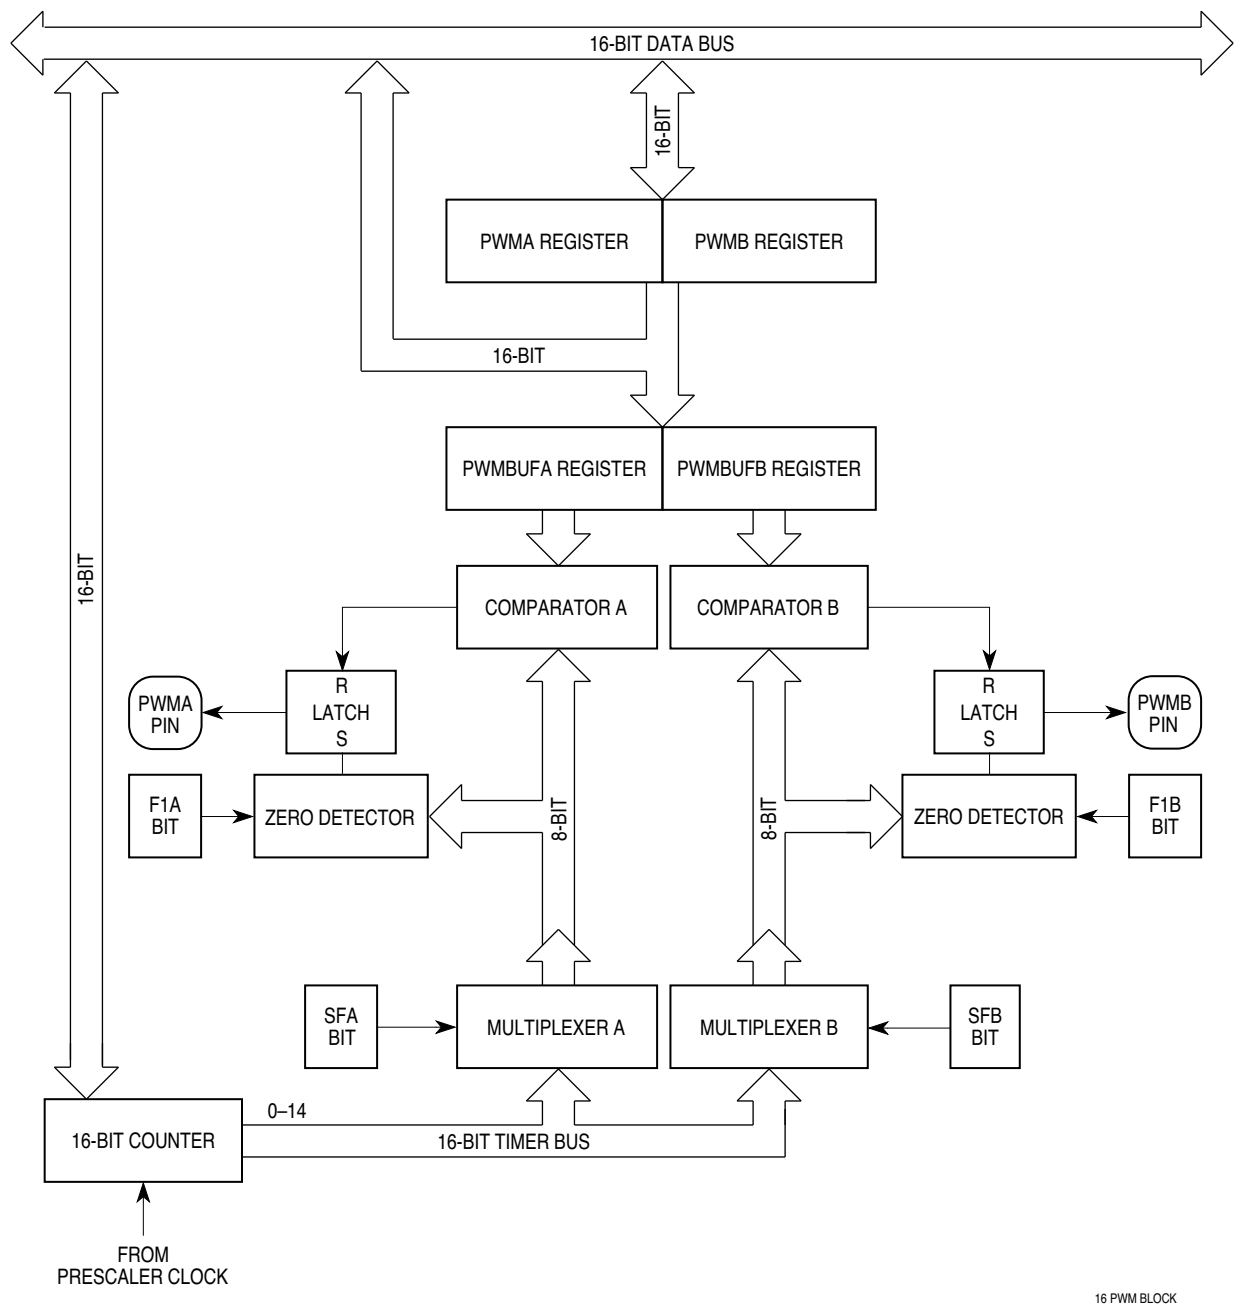 16-BIT DATA BUS
16-BIT
PWMA REGISTER
PWMB REGISTER
16-BIT
PWMBUFA REGISTER
PWMBUFB REGISTER
16-BIT
COMPARATOR A
COMPARATOR B
PWMA
PIN
R
LATCH
S
R
LATCH
S
PWMB
PIN
F1A
BIT
ZERO DETECTOR
8-BIT
8-BIT
ZERO DETECTOR
F1B
BIT
SFA
BIT
MULTIPLEXER A
MULTIPLEXER B
SFB
BIT
0–14
16-BIT COUNTER
16-BIT TIMER BUS
FROM
PRESCALER CLOCK
16 PWM BLOCK